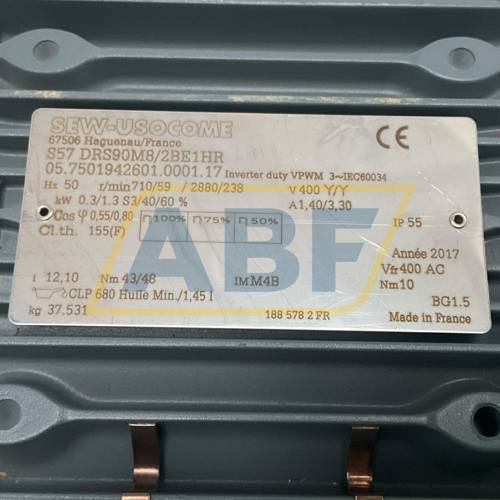 SEW-USOCOME
67506 Haguenau/France
CE
S57 DRS90M8/2BE1HR
05.7501942601.0001.17 Inverter duty VPWM 3~IEC60034
Hz 50 r/min 710/59 / 2880/238 V 400 Y/Y
kW 0.3/1.3 S3/40/60 % A 1,40/3,30
Cos φ 0,55/0,80 100% 75% 50% IP 55
Cl.th. 155(F) Année 2017
Vfr 400 AC
i 12,10 Nm 43/48 IM M4B Nm 10
CLP 680 Huile Min./1,45 l BG1.5
kg 37.531 188 578 2 FR Made in France
ABF